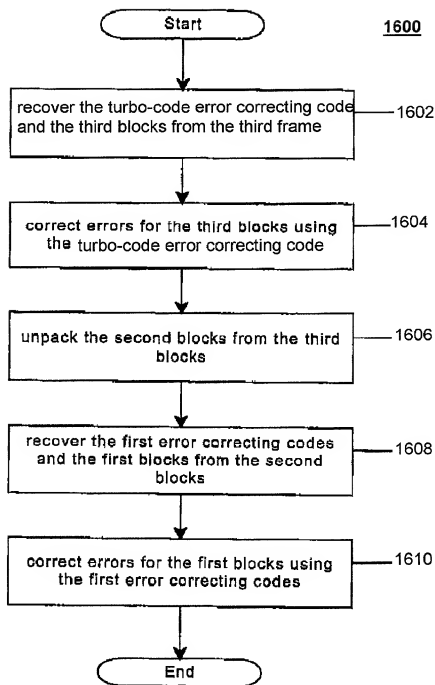 Start
1600
recover the turbo-code error correcting code
and the third blocks from the third frame
1602
correct errors for the third blocks using
the turbo-code error correcting code
1604
unpack the second blocks from the third
blocks
1606
recover the first error correcting codes
and the first blocks from the second
blocks
1608
correct errors for the first blocks using
the first error correcting codes
1610
End